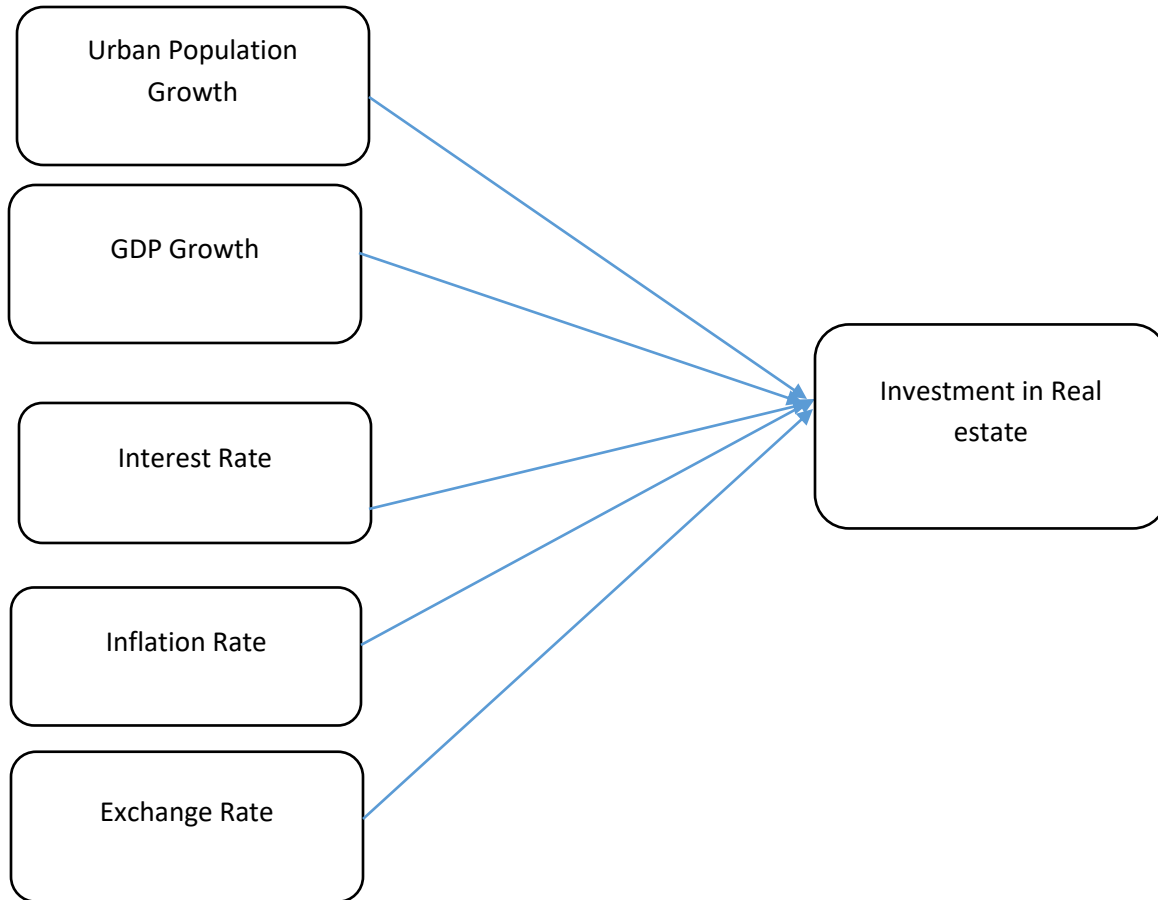 Urban Population
Growth
GDP Growth
Interest Rate
Inflation Rate
Exchange Rate
Investment in Real
estate